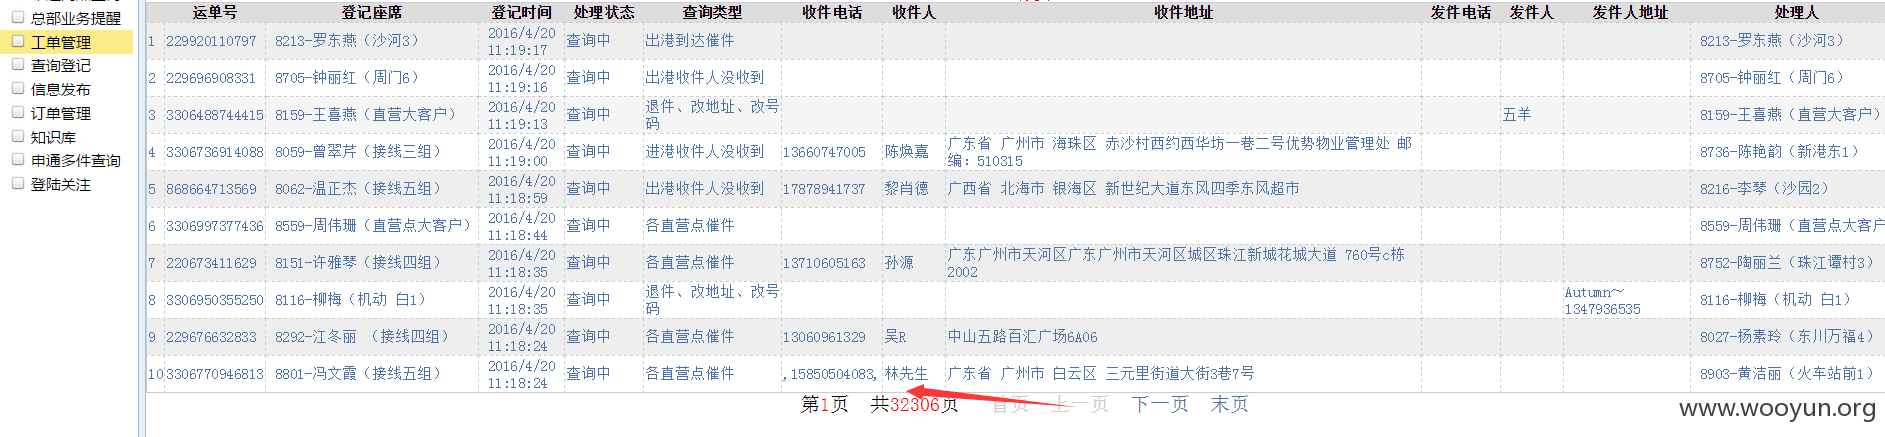 总部业务提醒
工单管理
查询登记
信息发布
订单管理
知识库
申通多件查询
登陆关注
运单号 登记座席 登记时间 处理状态 查询类型 收件电话 收件人 收件地址 发件电话 发件人 发件人地址 处理人
1 229920110797 8213-罗东燕（沙河3） 2016/4/20 11:19:17 查询中 出港到达催件 8213-罗东燕（沙河3）
2 229696908331 8705-钟丽红（周门6） 2016/4/20 11:19:16 查询中 出港收件人没收到 8705-钟丽红（周门6）
3 3306488744415 8159-王喜燕（直营大客户） 2016/4/20 11:19:13 查询中 退件、改地址、改号码 五羊 8159-王喜燕（直营大客户）
4 3306736914088 8059-曾翠芹（接线三组） 2016/4/20 11:19:00 查询中 进港收件人没收到 13660747005 陈焕嘉 广东省 广州市 海珠区 赤沙村西约西华坊一巷二号优势物业管理处 邮编：510315 8736-陈艳韵（新港东1）
5 868664713569 8062-温正杰（接线五组） 2016/4/20 11:18:59 查询中 出港收件人没收到 17878941737 黎肖德 广西省 北海市 银海区 新世纪大道东风四季东风超市 8216-李琴（沙园2）
6 3306997377436 8559-周伟珊（直营点大客户） 2016/4/20 11:18:44 查询中 各直营点催件 8559-周伟珊（直营点大客户
7 220673411629 8151-许雅琴（接线四组） 2016/4/20 11:18:35 查询中 各直营点催件 13710605163 孙源 广东广州市天河区广东广州市天河区城区珠江新城花城大道 760号c栋2002 8752-陶丽兰（珠江谭村3）
8 3306950355250 8116-柳梅（机动 白1） 2016/4/20 11:18:35 查询中 退件、改地址、改号码 Autumn～1347936535 8116-柳梅（机动 白1）
9 229676632833 8292-江冬丽 （接线四组） 2016/4/20 11:18:24 查询中 各直营点催件 13060961329 吴R 中山五路百汇广场6A06 8027-杨素玲（东川万福4）
10 3306770946813 8801-冯文霞（接线五组） 2016/4/20 11:18:24 查询中 各直营点催件 ,15850504083, 林先生 广东省 广州市 白云区 三元里街道大街3巷7号 8903-黄洁丽（火车站前1）
第1页 共32306页 首页 上一页 下一页 末页
www.wooyun.org